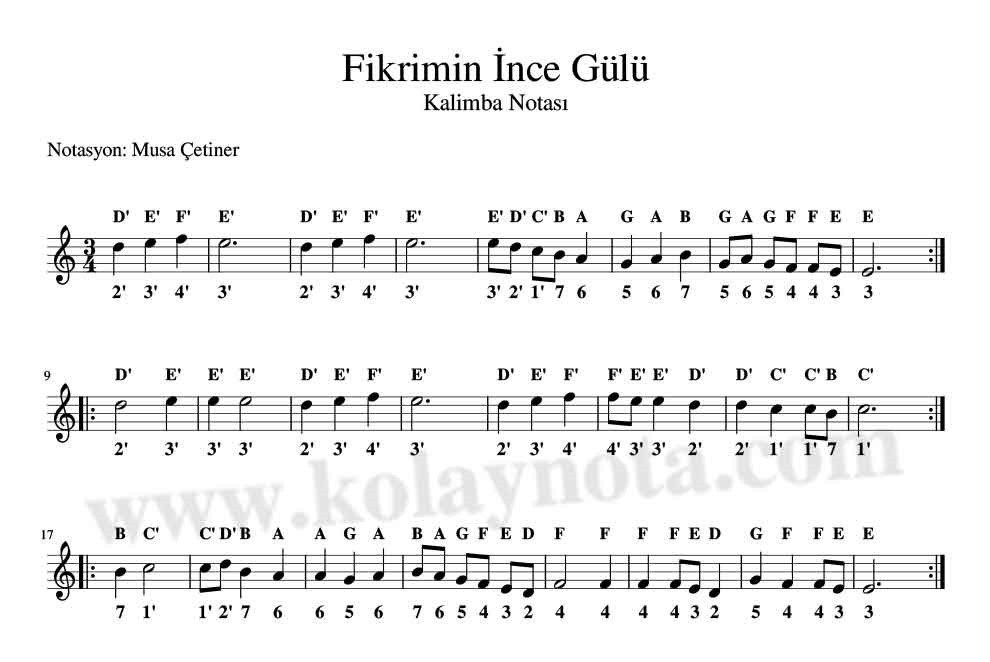 Fikrimin İnce Gülü
Kalimba Notası
Notasyon: Musa Çetiner
D' E' F' E' D' E' F' E' E' D' C' B A G A B G A G F F E E
3
4
2' 3' 4' 3' 2' 3' 4' 3' 3' 2' 1' 7 6 5 6 7 5 6 5 4 4 3 3
9 D' E' E' E' D' E' F' E' D' E' F' F' E' E' D' D' C' C' B C'
2' 3' 3' 3' 2' 3' 4' 3' 2' 3' 4' 4' 3' 3' 2' 2' 1' 1' 7 1'
www.kolaynota.com
17 B C' C' D' B A A G A B A G F E D F F F F E D G F F E E
7 1' 1' 2' 7 6 6 5 6 7 6 5 4 3 2 4 4 4 4 3 2 5 4 4 3 3